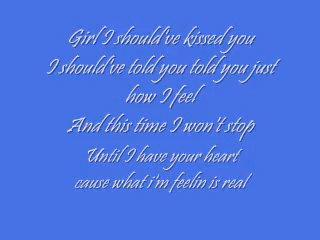 Girl I should've kissed you
I should've told you told you just
how I feel
And this time I won't stop
Until I have your heart
cause what i'm feelin is real